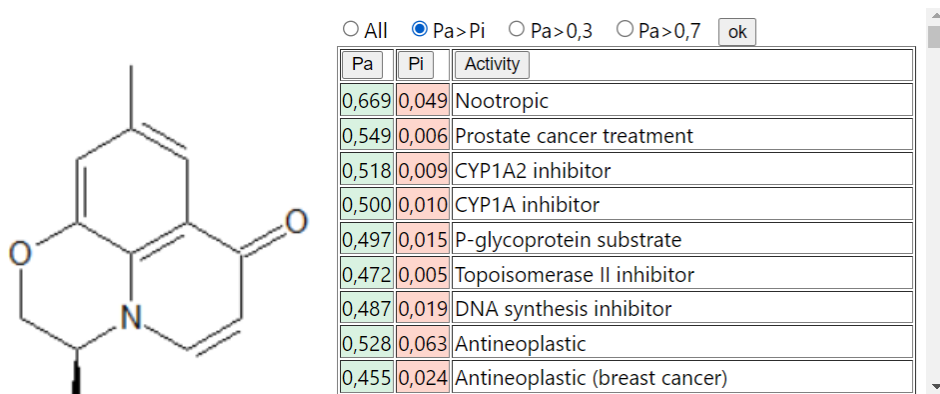 All Pa>Pi Pa>0,3 Pa>0,7 ok
Pa Pi Activity
0,669 0,049 Nootropic
0,549 0,006 Prostate cancer treatment
0,518 0,009 CYP1A2 inhibitor
0,500 0,010 CYP1A inhibitor
0,497 0,015 P-glycoprotein substrate
0,472 0,005 Topoisomerase II inhibitor
0,487 0,019 DNA synthesis inhibitor
0,528 0,063 Antineoplastic
0,455 0,024 Antineoplastic (breast cancer)
O
O
N